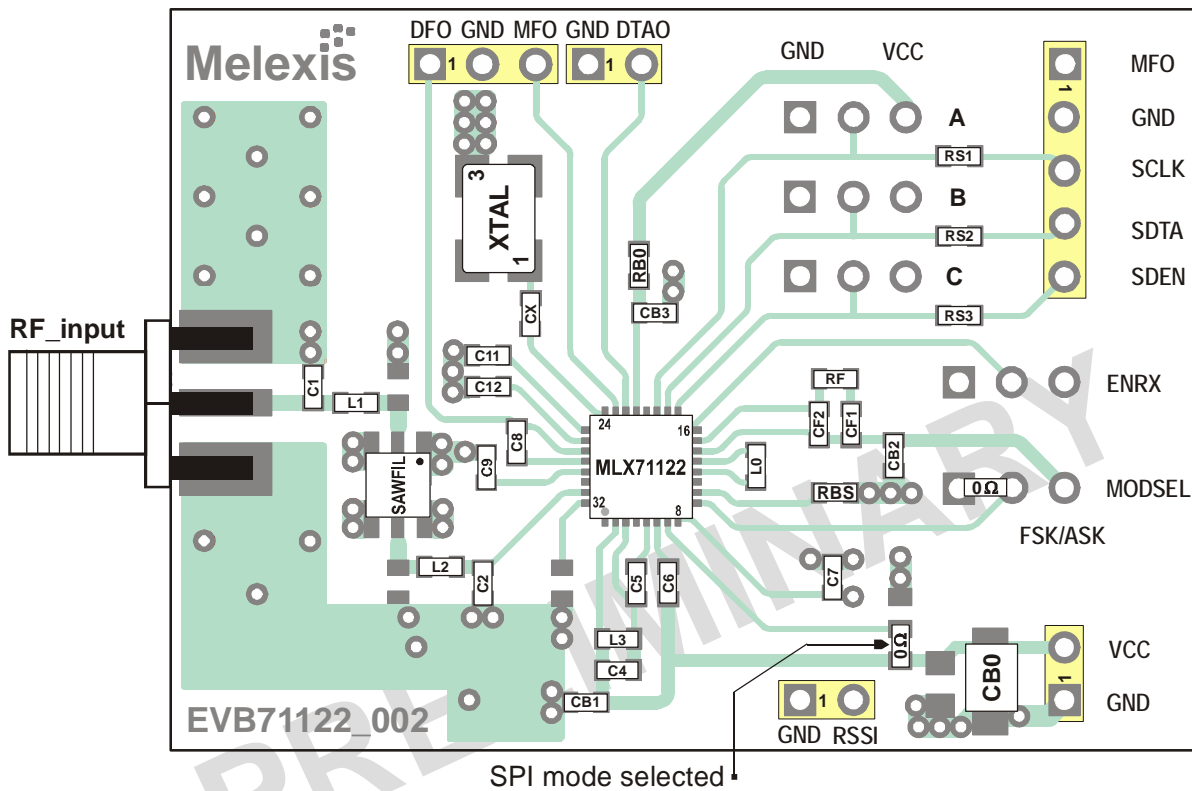 DFO GND MFO GND DTAO
Melexis
1
1
GND VCC
MFO
1
GND
A
RS1
SCLK
3
XTAL
1
B
RS2
SDTA
RB0
C
SDEN
CX
CB3
RS3
RF_input
C1
L1
C11
C12
RF
ENRX
CF2
CF1
24
16
C8
C9
MLX71122
L0
CB2
SAWFIL
RBS
0Ω
MODSEL
32
8
FSK/ASK
L2
C2
C5
C6
C7
L3
C4
0Ω
VCC
CB0
1
CB1
1
GND
EVB71122_002
GND RSSI
SPI mode selected
PRELIMINARY